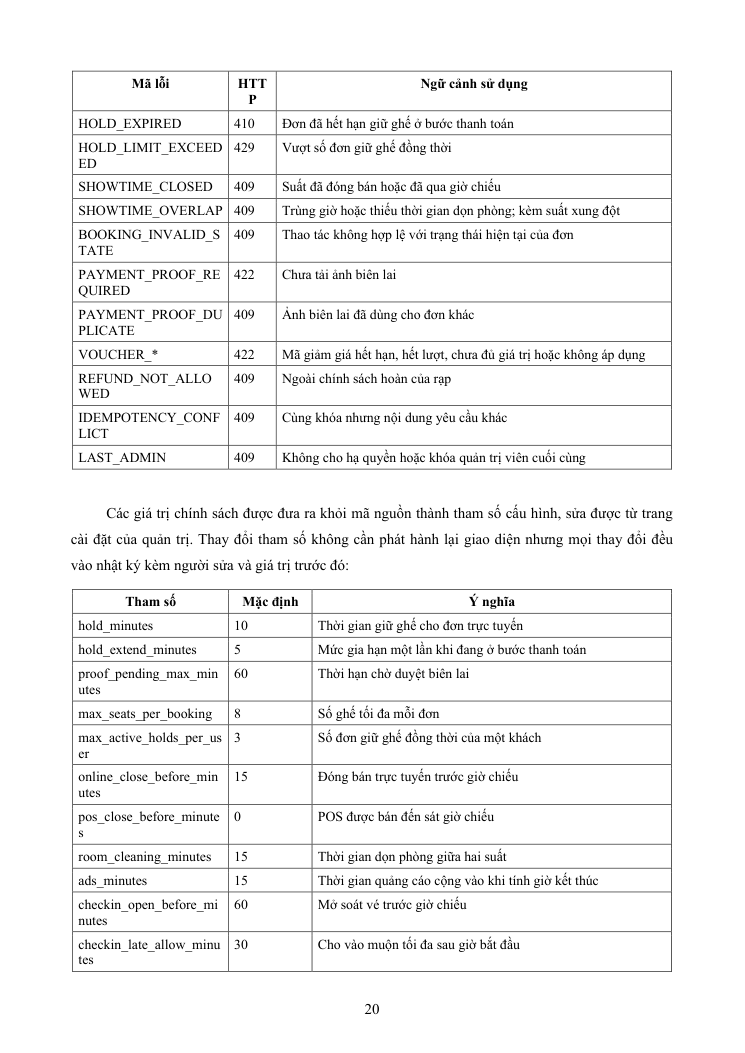 Mã lỗi
HTT
P
Ngữ cảnh sử dụng
HOLD_EXPIRED 410 Đơn đã hết hạn giữ ghế ở bước thanh toán
HOLD_LIMIT_EXCEED 429 Vượt số đơn giữ ghế đồng thời
ED
SHOWTIME_CLOSED 409 Suất đã đóng bán hoặc đã qua giờ chiếu
SHOWTIME_OVERLAP 409 Trùng giờ hoặc thiếu thời gian dọn phòng; kèm suất xung đột
BOOKING_INVALID_S 409 Thao tác không hợp lệ với trạng thái hiện tại của đơn
TATE
PAYMENT_PROOF_RE 422 Chưa tải ảnh biên lai
QUIRED
PAYMENT_PROOF_DU 409 Ảnh biên lai đã dùng cho đơn khác
PLICATE
VOUCHER_* 422 Mã giảm giá hết hạn, hết lượt, chưa đủ giá trị hoặc không áp dụng
REFUND_NOT_ALLO 409 Ngoài chính sách hoàn của rạp
WED
IDEMPOTENCY_CONF 409 Cùng khóa nhưng nội dung yêu cầu khác
LICT
LAST_ADMIN 409 Không cho hạ quyền hoặc khóa quản trị viên cuối cùng
Các giá trị chính sách được đưa ra khỏi mã nguồn thành tham số cấu hình, sửa được từ trang
cài đặt của quản trị. Thay đổi tham số không cần phát hành lại giao diện nhưng mọi thay đổi đều
vào nhật ký kèm người sửa và giá trị trước đó:
Tham số Mặc định Ý nghĩa
hold_minutes 10 Thời gian giữ ghế cho đơn trực tuyến
hold_extend_minutes 5 Mức gia hạn một lần khi đang ở bước thanh toán
proof_pending_max_min 60 Thời hạn chờ duyệt biên lai
utes
max_seats_per_booking 8 Số ghế tối đa mỗi đơn
max_active_holds_per_us 3 Số đơn giữ ghế đồng thời của một khách
er
online_close_before_min 15 Đóng bán trực tuyến trước giờ chiếu
utes
pos_close_before_minute 0 POS được bán đến sát giờ chiếu
s
room_cleaning_minutes 15 Thời gian dọn phòng giữa hai suất
ads_minutes 15 Thời gian quảng cáo cộng vào khi tính giờ kết thúc
checkin_open_before_mi 60 Mở soát vé trước giờ chiếu
nutes
checkin_late_allow_minu 30 Cho vào muộn tối đa sau giờ bắt đầu
tes
20